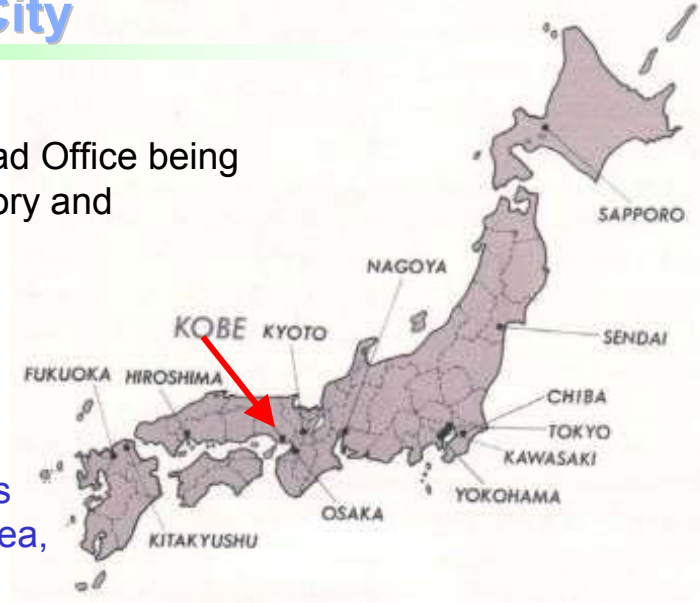 City
ad Office being
ory and
SAPPORO
NAGOYA
KOBE KYOTO
SENDAI
FUKUOKA HIROSHIMA
CHIBA
TOKYO
KAWASAKI
YOKOHAMA
OSAKA
s
ea,
KITAKYUSHU